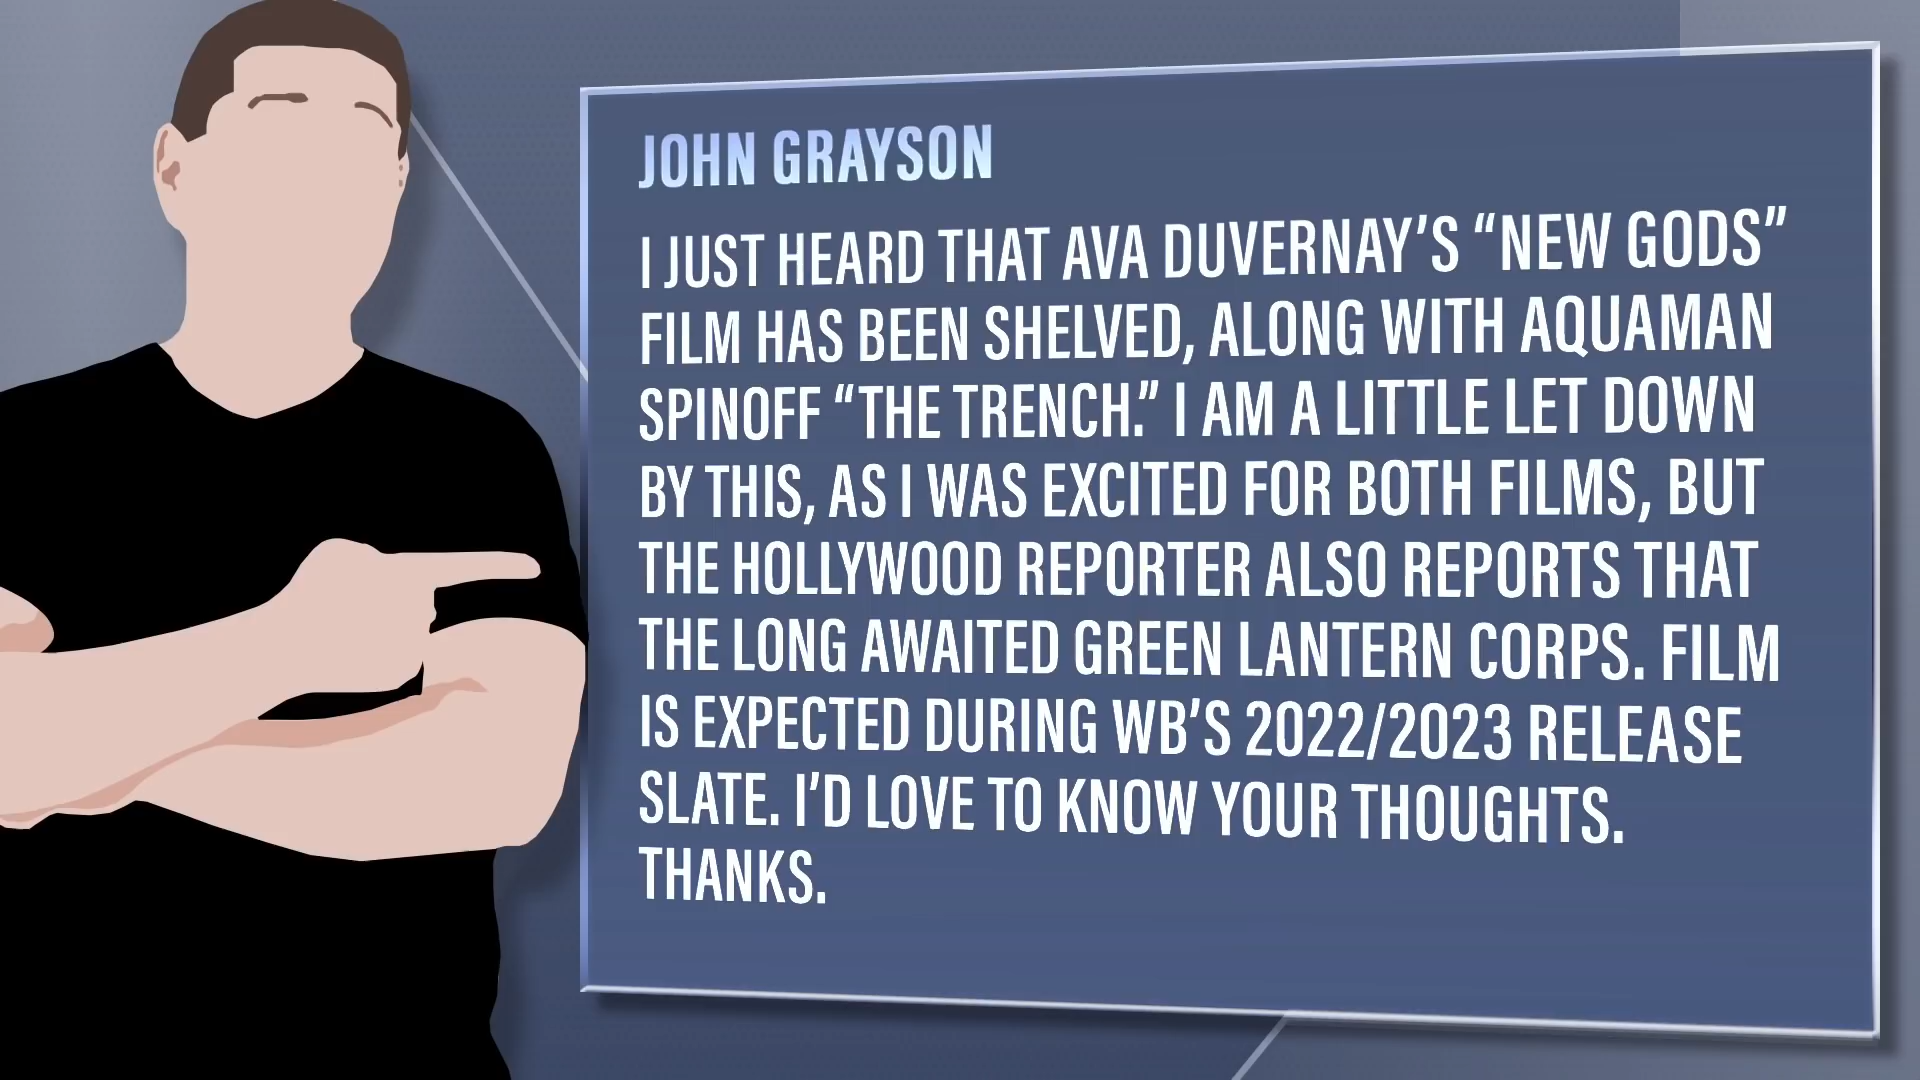 JOHN GRAYSON
I JUST HEARD THAT AVA DUVERNAY’S “NEW GODS”
FILM HAS BEEN SHELVED, ALONG WITH AQUAMAN
SPINOFF “THE TRENCH.” I AM A LITTLE LET DOWN
BY THIS, AS I WAS EXCITED FOR BOTH FILMS, BUT
THE HOLLYWOOD REPORTER ALSO REPORTS THAT
THE LONG AWAITED GREEN LANTERN CORPS. FILM
IS EXPECTED DURING WB’S 2022/2023 RELEASE
SLATE. I’D LOVE TO KNOW YOUR THOUGHTS.
THANKS.